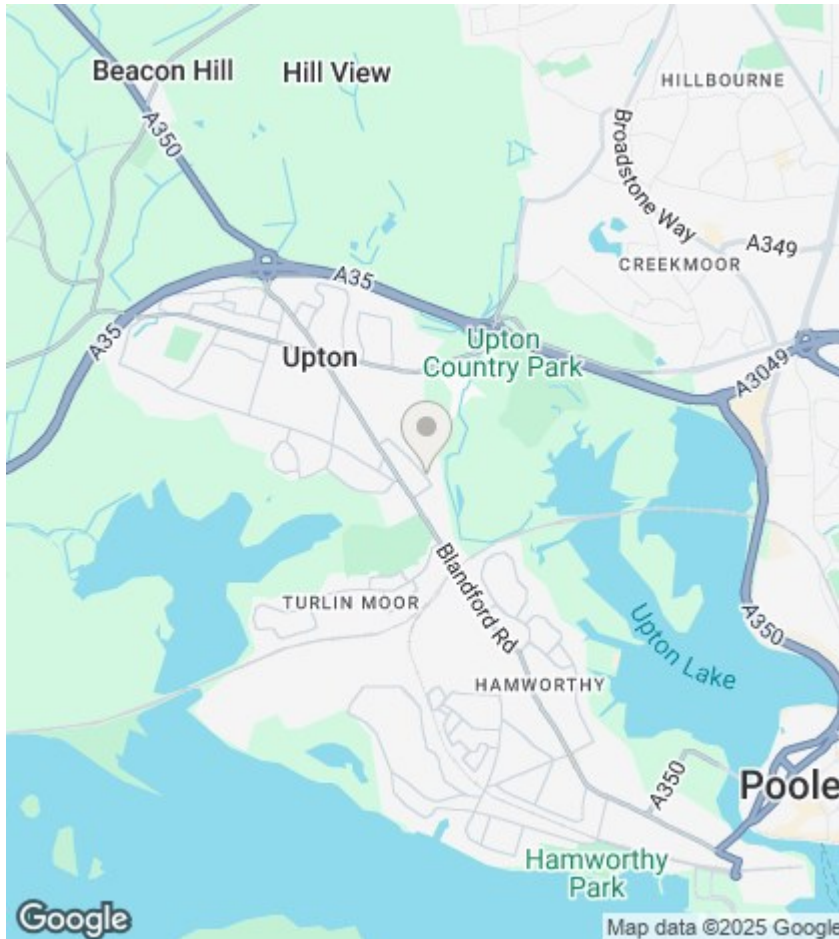 Beacon Hill
Hill View
HILLBOURNE
A350
Broadstone Way
A349
CREEKMOOR
A35
A35
Upton
Upton
Country Park
A3049
Blandford Rd
TURLIN MOOR
A350
Upton Lake
HAMWORTHY
A350
Poole
Hamworthy
Park
Google
Map data ©2025 Google